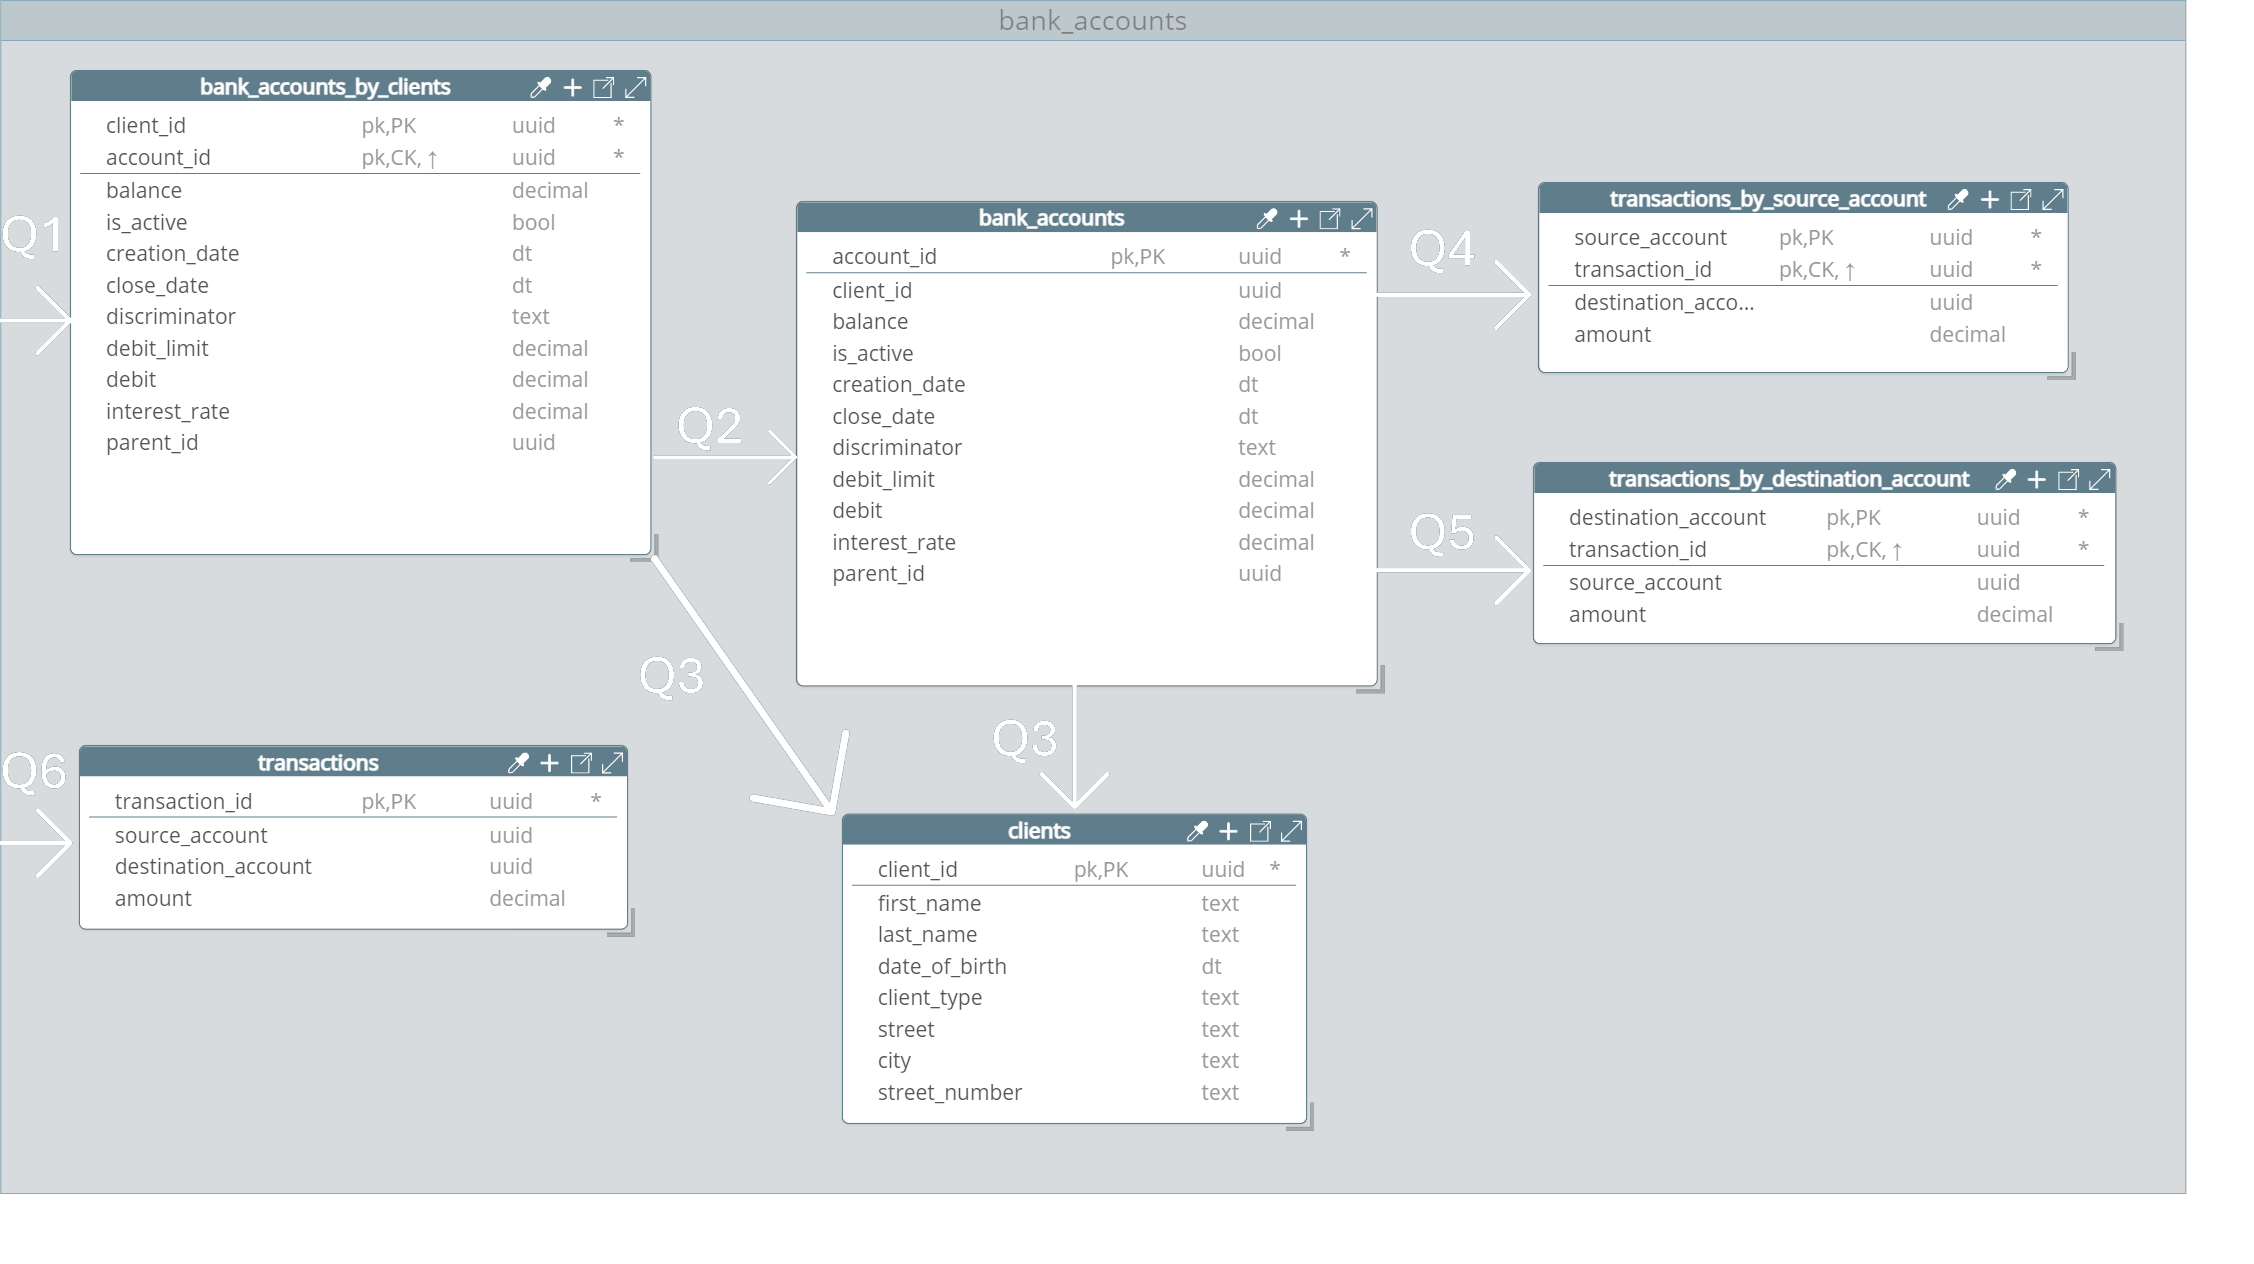 bank_accounts
bank_accounts_by_clients
client_id pk,PK uuid *
account_id pk,CK, ↑ uuid *
balance decimal
is_active bool
creation_date dt
close_date dt
discriminator text
debit_limit decimal
debit decimal
interest_rate decimal
parent_id uuid
Q1
Q2
Q3
bank_accounts
account_id pk,PK uuid *
client_id uuid
balance decimal
is_active bool
creation_date dt
close_date dt
discriminator text
debit_limit decimal
debit decimal
interest_rate decimal
parent_id uuid
Q4
transactions_by_source_account
source_account pk,PK uuid *
transaction_id pk,CK, ↑ uuid *
destination_acco... uuid
amount decimal
Q5
transactions_by_destination_account
destination_account pk,PK uuid *
transaction_id pk,CK, ↑ uuid *
source_account uuid
amount decimal
Q6
transactions
transaction_id pk,PK uuid *
source_account uuid
destination_account uuid
amount decimal
Q3
clients
client_id pk,PK uuid *
first_name text
last_name text
date_of_birth dt
client_type text
street text
city text
street_number text